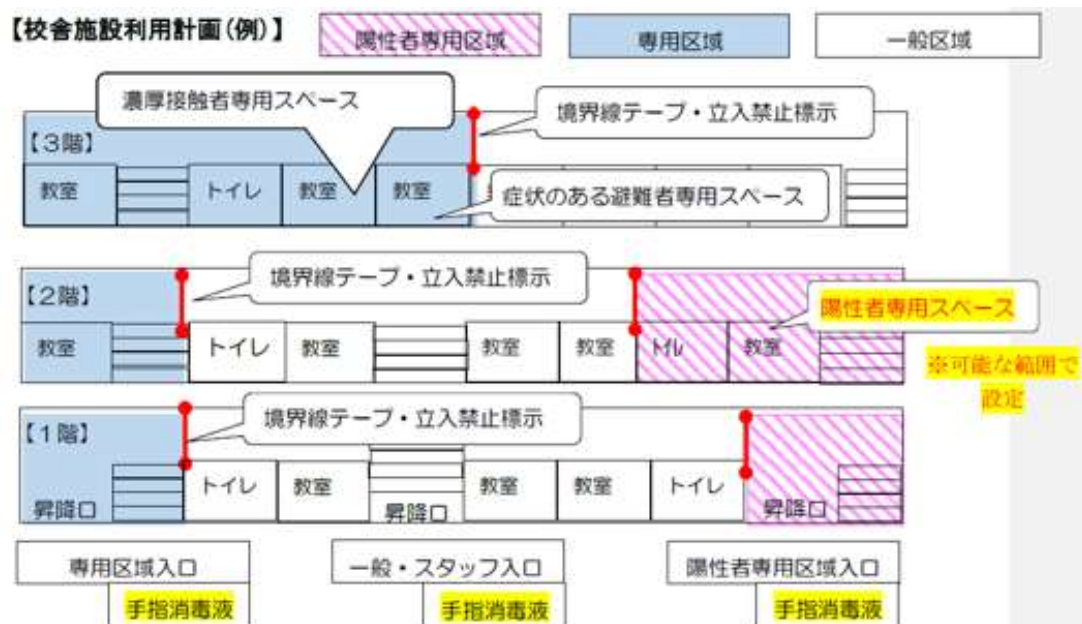 【校舎施設利用計画(例)】
陽性者専用区域
専用区域
一般区域
濃厚接触者専用スペース
境界線テープ・立入禁止標示
【3階】
教室
トイレ
教室
教室
症状のある避難者専用スペース
境界線テープ・立入禁止標示
【2階】
陽性者専用スペース
教室
トイレ
教室
教室
教室
トイレ
教室
※可能な範囲で
設定
境界線テープ・立入禁止標示
【1階】
トイレ
教室
教室
教室
トイレ
昇降口
昇降口
昇降口
専用区域入口
一般・スタッフ入口
陽性者専用区域入口
手指消毒液
手指消毒液
手指消毒液